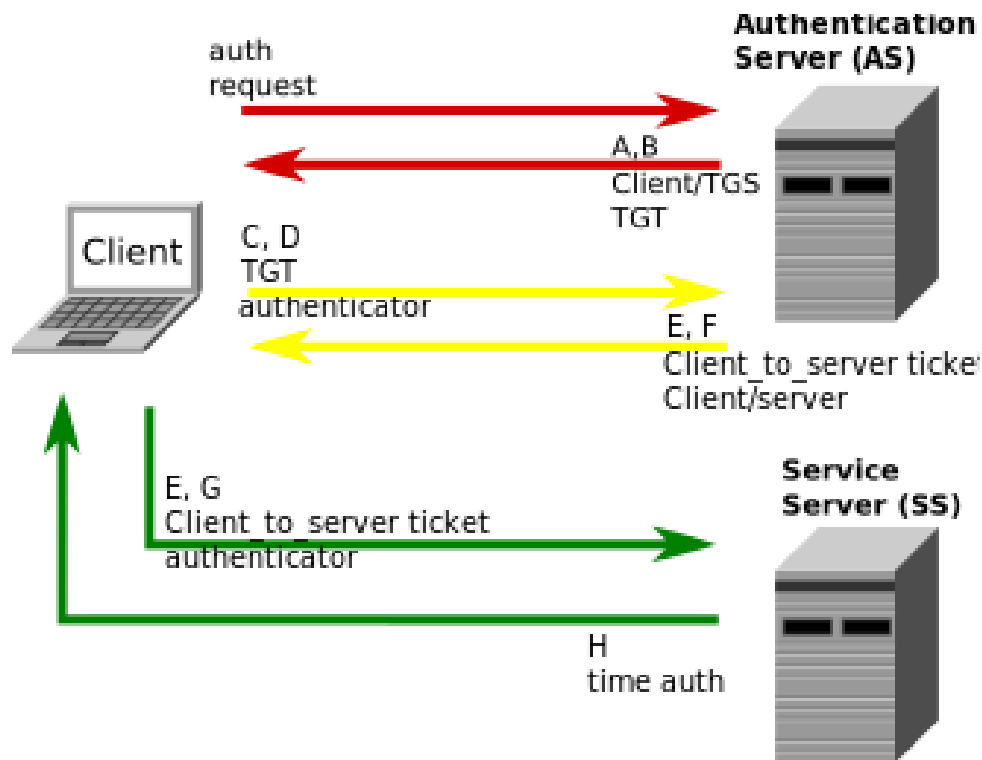 Authentication
Server (AS)
auth
request
A,B
Client/TGS
TGT
Client
C, D
TGT
authenticator
E, F
Client_to_server ticket
Client/server
E, G
Client_to_server ticket
authenticator
Service
Server (SS)
H
time auth